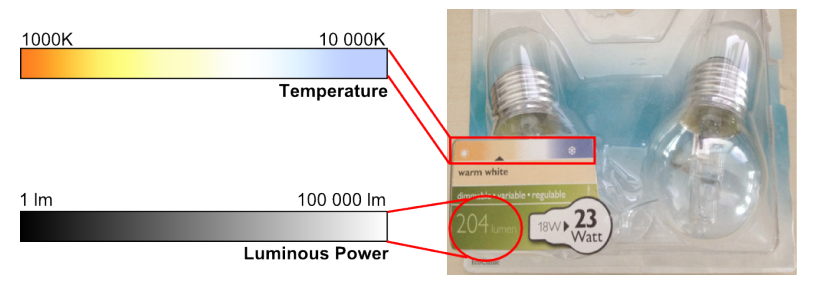 1000K 10 000K
Temperature
1 lm 100 000 lm
Luminous Power
warm white
dimmable • variable • regulable
204 lumen
18W 23
Watt